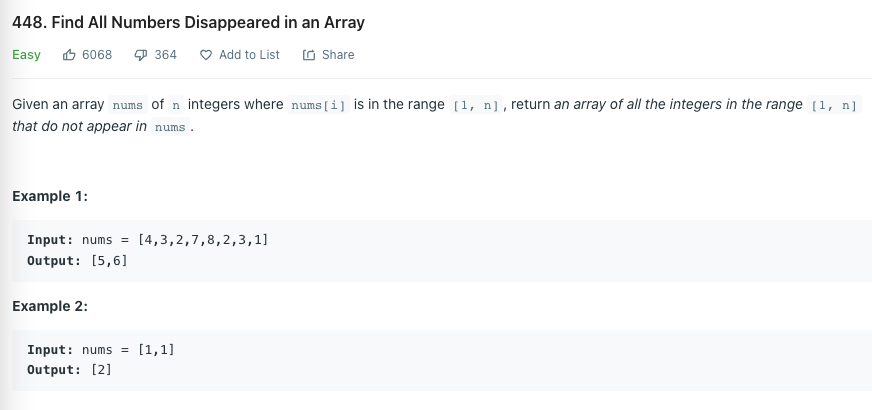 448. Find All Numbers Disappeared in an Array
Easy 6068 364 Add to List Share
Given an array nums of n integers where nums[i] is in the range [1, n], return an array of all the integers in the range [1, n]
that do not appear in nums.
Example 1:
Input: nums = [4,3,2,7,8,2,3,1]
Output: [5,6]
Example 2:
Input: nums = [1,1]
Output: [2]